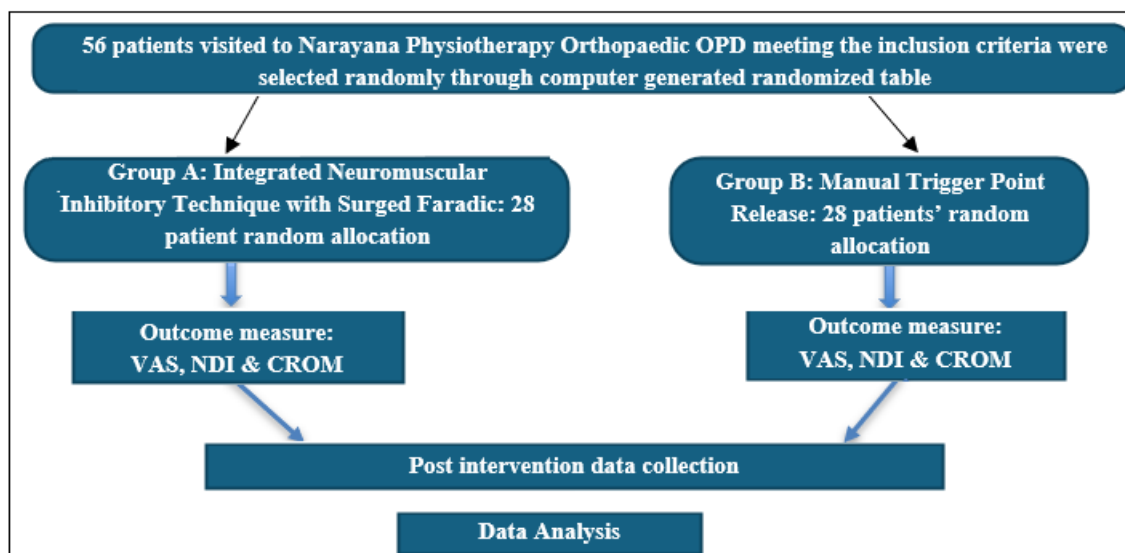 56 patients visited to Narayana Physiotherapy Orthopaedic OPD meeting the inclusion criteria were
selected randomly through computer generated randomized table
Group A: Integrated Neuromuscular
Inhibitory Technique with Surged Faradic: 28
patient random allocation
Group B: Manual Trigger Point
Release: 28 patients’ random
allocation
Outcome measure:
VAS, NDI & CROM
Outcome measure:
VAS, NDI & CROM
Post intervention data collection
Data Analysis